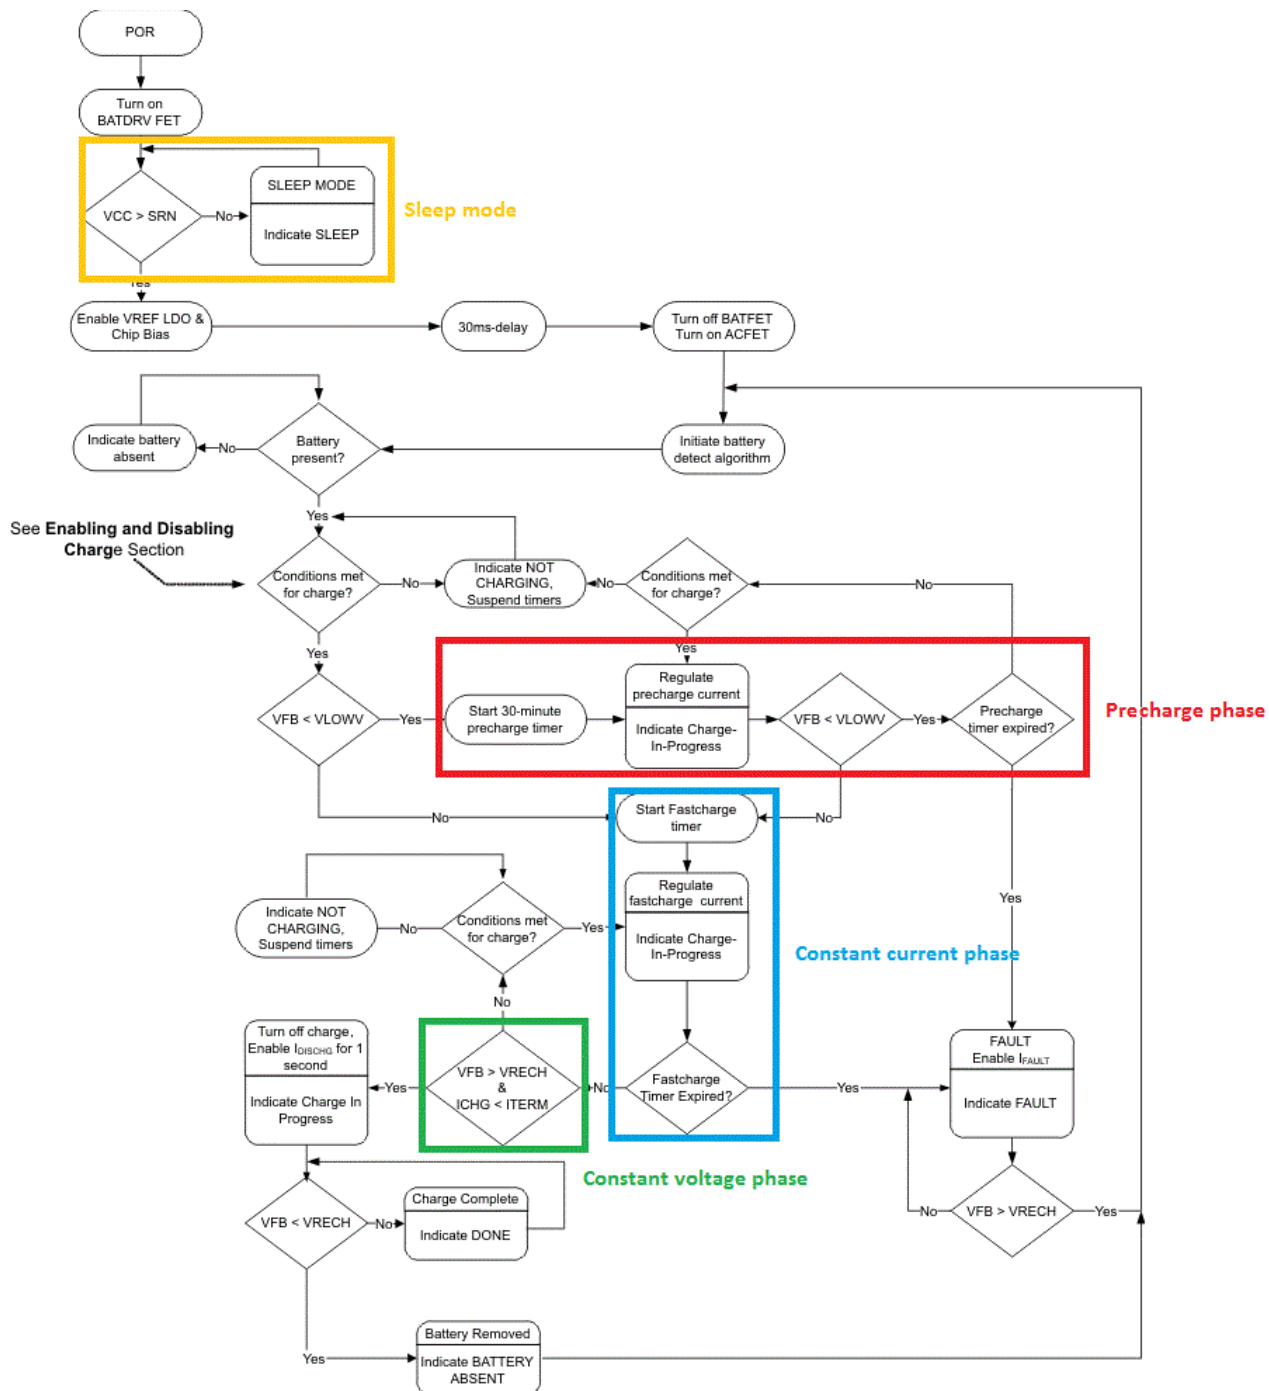 POR
Turn on
BATDRV FET
VCC > SRN
No
SLEEP MODE
Indicate SLEEP
Sleep mode
Yes
Enable VREF LDO &
Chip Bias
30ms-delay
Turn off BATFET
Turn on ACFET
Indicate battery
absent
No
Battery
present?
Initiate battery
detect algorithm
Yes
See Enabling and Disabling
Charge Section
Conditions met
for charge?
No
Indicate NOT
CHARGING,
Suspend timers
No
Conditions met
for charge?
No
Yes
Yes
VFB < VLOWV
Yes
Start 30-minute
precharge timer
Regulate
precharge current
Indicate Charge-
In-Progress
VFB < VLOWV
Yes
Precharge
timer expired?
Precharge phase
No
Start Fastcharge
timer
No
Indicate NOT
CHARGING,
Suspend timers
No
Conditions met
for charge?
Yes
Regulate
fastcharge current
Indicate Charge-
In-Progress
Constant current phase
Yes
No
Turn off charge,
Enable IDISCHG for 1
second
Indicate Charge In
Progress
Yes
VFB > VRECH
&
ICHG < ITERM
No
Fastcharge
Timer Expired?
Yes
FAULT
Enable IFAULT
Indicate FAULT
Constant voltage phase
VFB < VRECH
No
Charge Complete
Indicate DONE
No
VFB > VRECH
Yes
Yes
Battery Removed
Indicate BATTERY
ABSENT